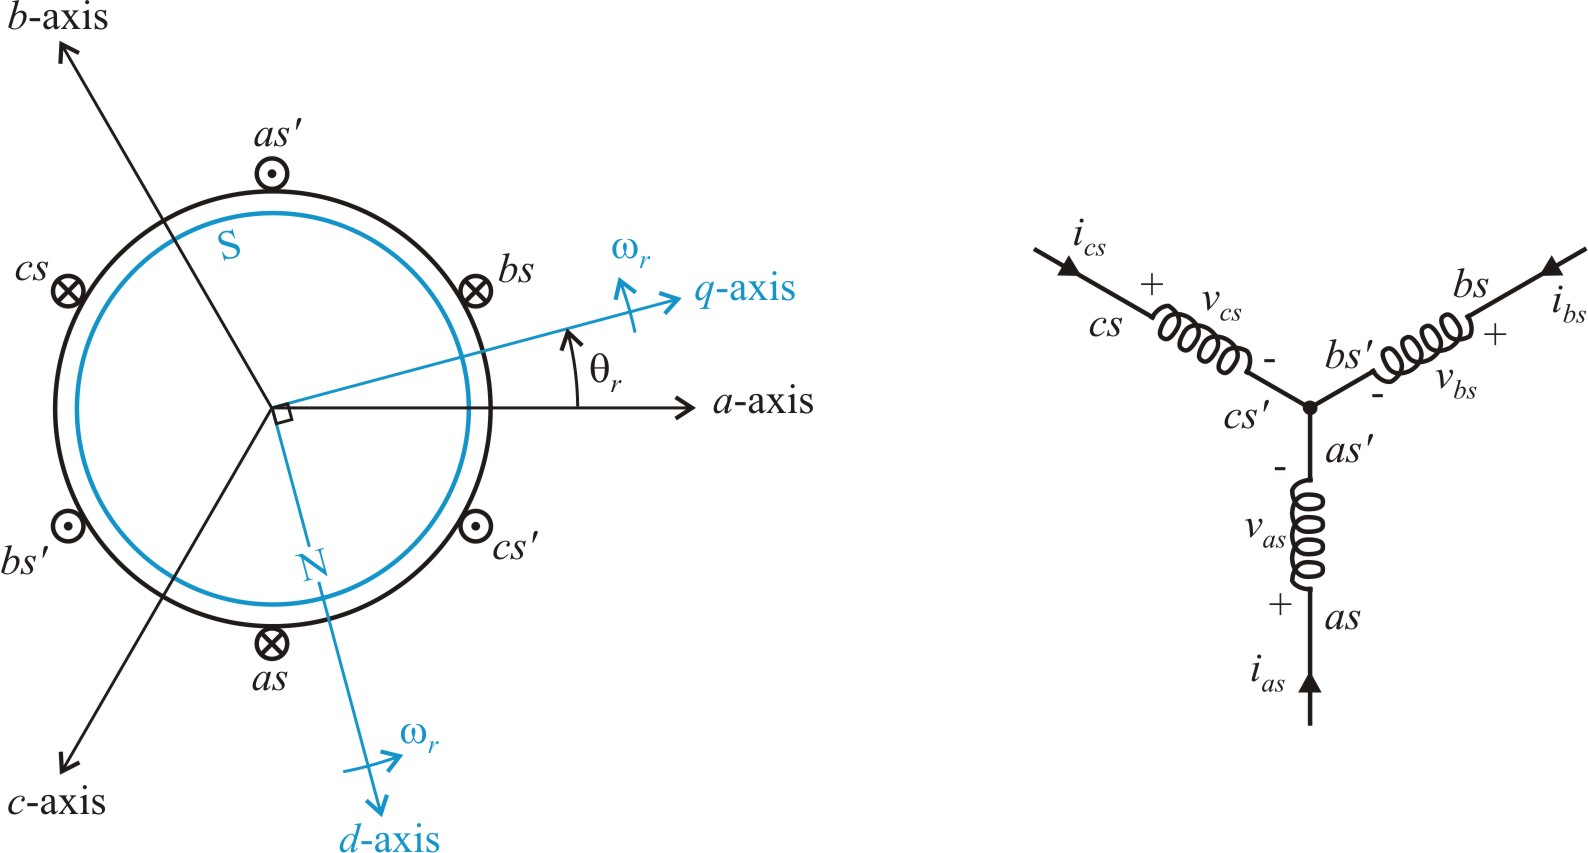 b-axis
as'
S
cs
bs
ωr
q-axis
θr
a-axis
bs'
N
cs'
as
ωr
c-axis
d-axis
ics
+
vcs
cs
-
cs'
bs
ibs
+
bs'
vbs
-
as'
-
vas
+
as
ias